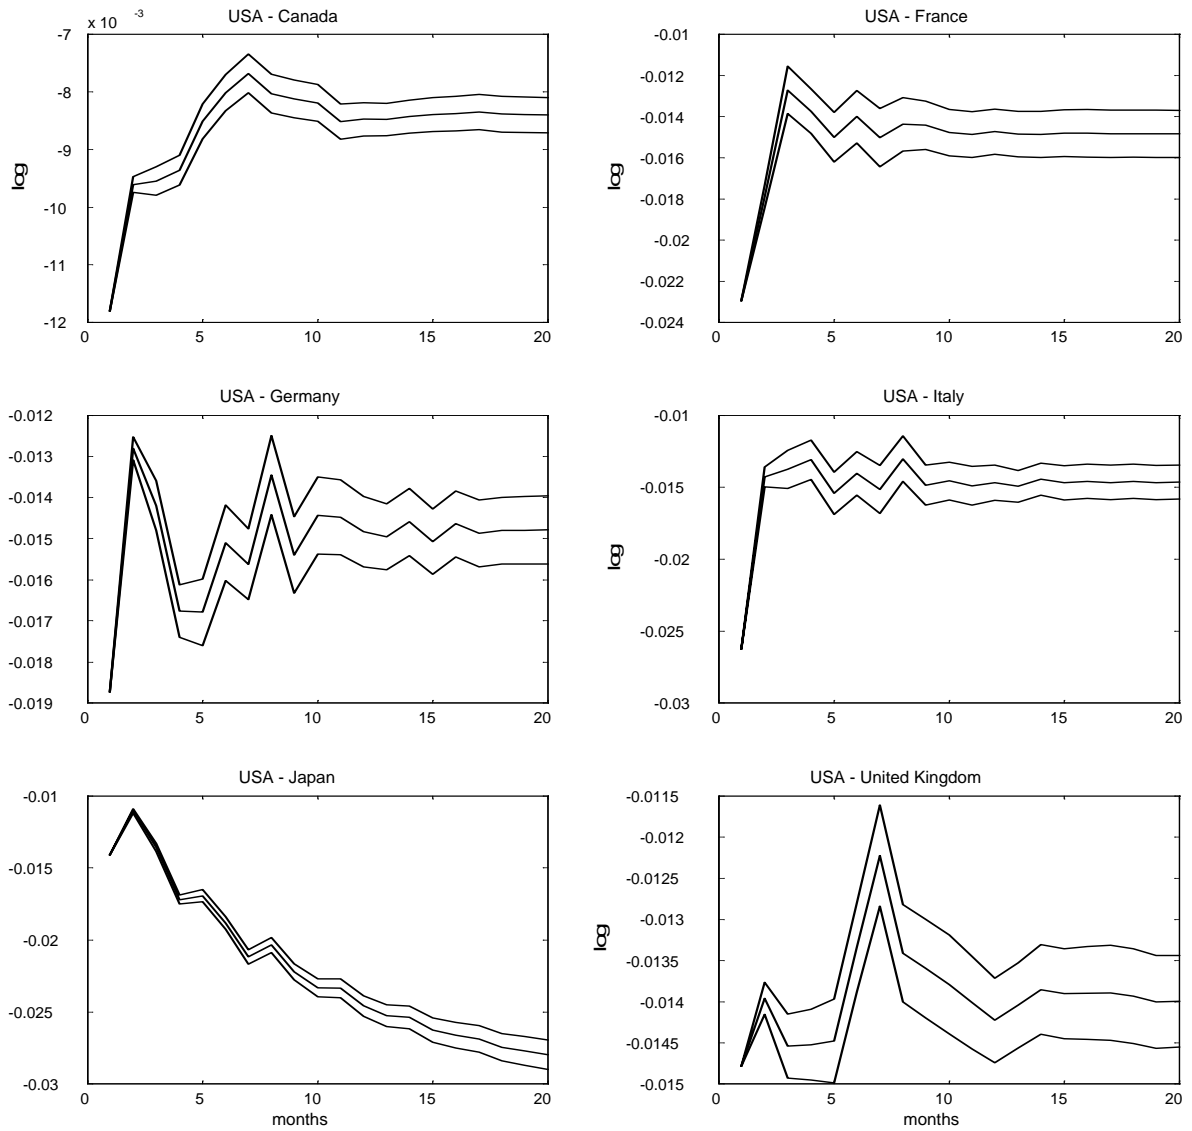 USA - Canada
x 10 -3
-7
-8
-9
-10
-11
-12
log
0 5 10 15 20
USA - France
-0.01
-0.012
-0.014
-0.016
-0.018
-0.02
-0.022
-0.024
log
0 5 10 15 20
USA - Germany
-0.012
-0.013
-0.014
-0.015
-0.016
-0.017
-0.018
-0.019
0 5 10 15 20
USA - Italy
-0.01
-0.015
-0.02
-0.025
-0.03
log
0 5 10 15 20
USA - Japan
-0.01
-0.015
-0.02
-0.025
-0.03
0 5 10 15 20
months
USA - United Kingdom
-0.0115
-0.012
-0.0125
-0.013
-0.0135
-0.014
-0.0145
-0.015
log
0 5 10 15 20
months